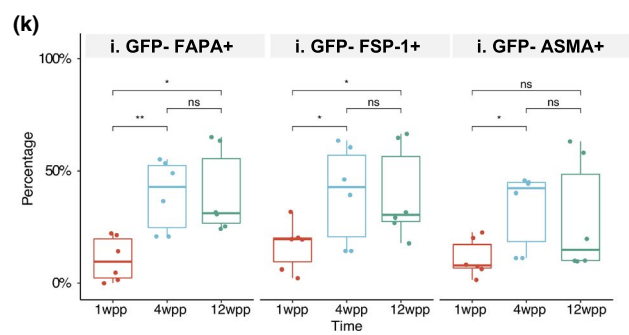 (k)
i. GFP- FAPA+ i. GFP- FSP-1+ i. GFP- ASMA+
100%
* * ns
ns ns ns
** * *
Percentage
50%
0%
1wpp 4wpp 12wpp 1wpp 4wpp 12wpp 1wpp 4wpp 12wpp
Time